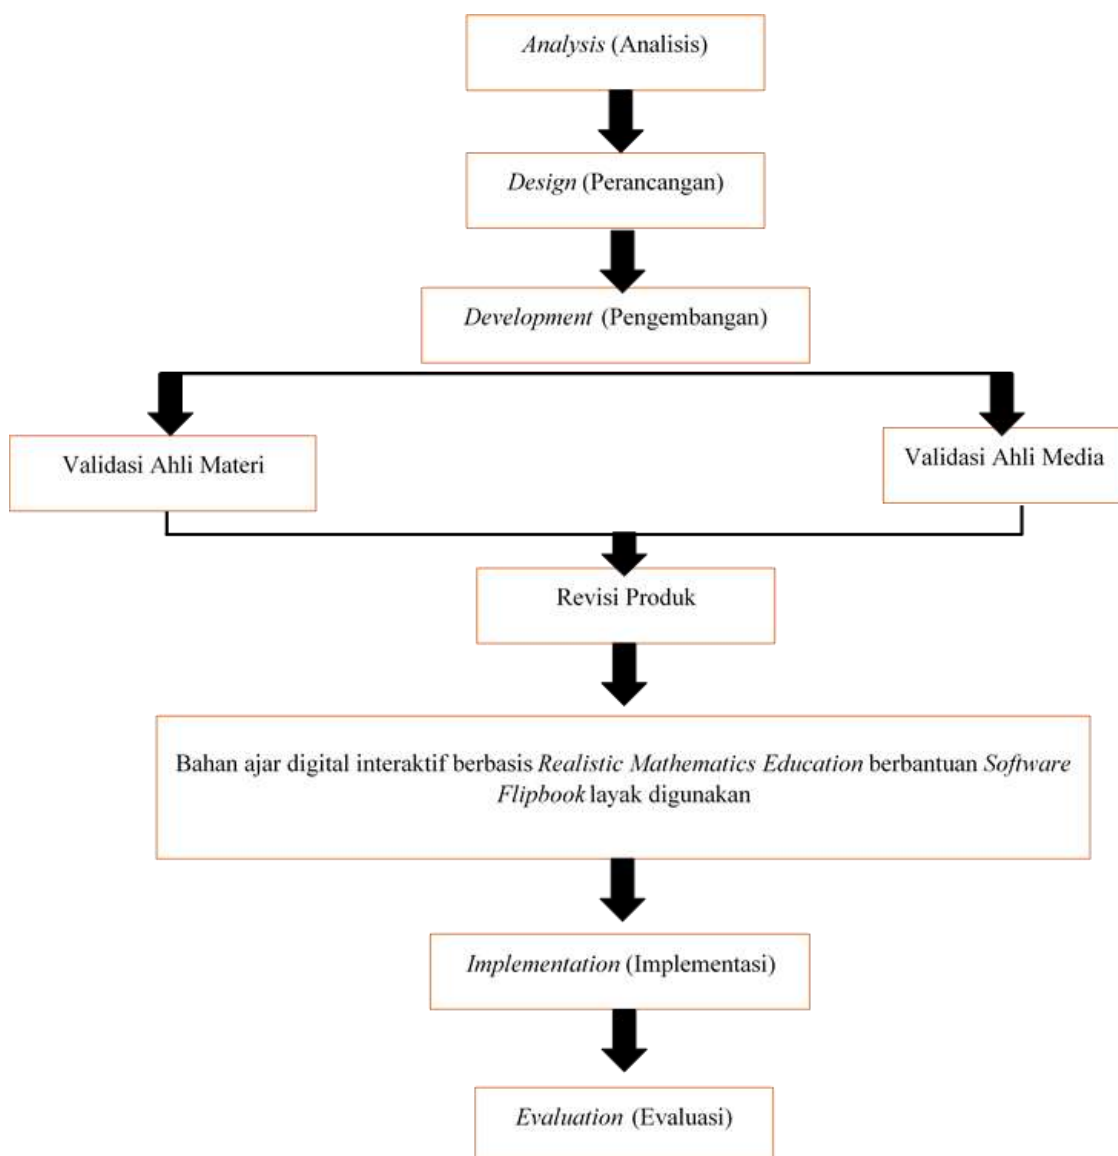 Analysis (Analisis)
Design (Perancangan)
Development (Pengembangan)
Validasi Ahli Materi
Validasi Ahli Media
Revisi Produk
Bahan ajar digital interaktif berbasis Realistic Mathematics Education berbantuan Software
Flipbook layak digunakan
Implementation (Implementasi)
Evaluation (Evaluasi)